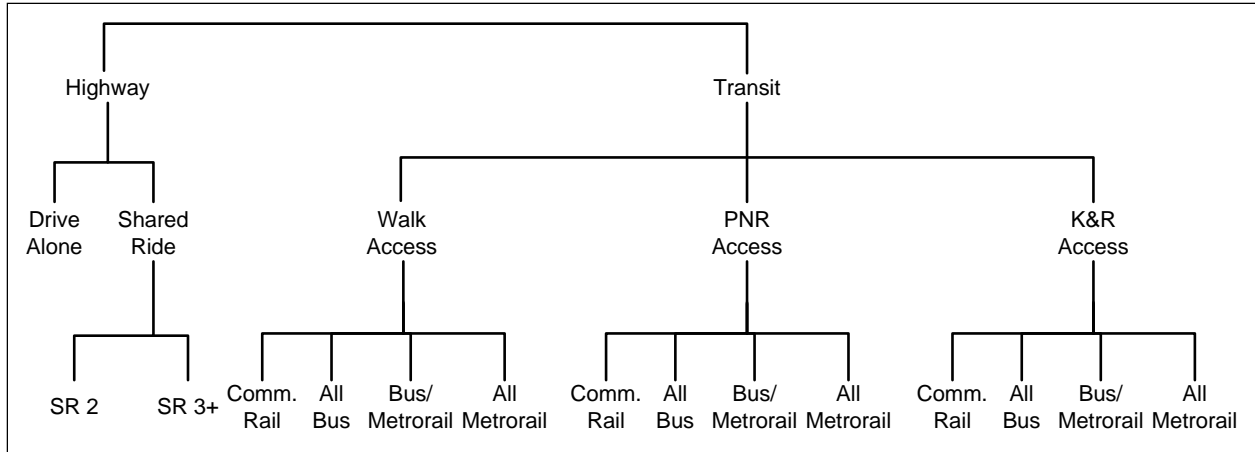 Highway
Transit
Drive
Alone
Shared
Ride
Walk
Access
PNR
Access
K&R
Access
SR 2
SR 3+
Comm.
Rail
All
Bus
Bus/
Metrorail
All
Metrorail
Comm.
Rail
All
Bus
Bus/
Metrorail
All
Metrorail
Comm.
Rail
All
Bus
Bus/
Metrorail
All
Metrorail